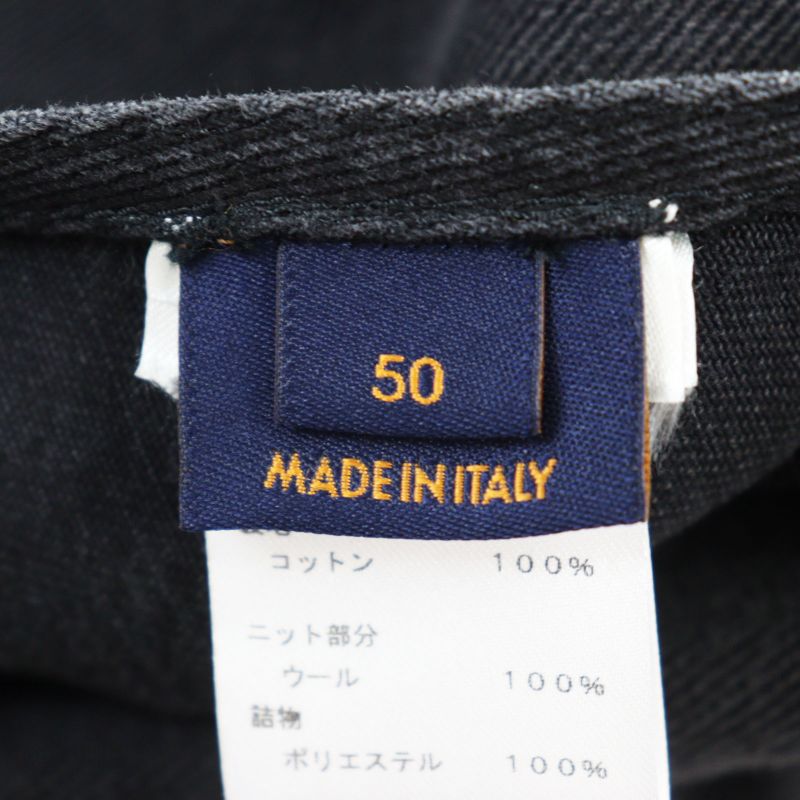 50
MADE IN ITALY
コットン 100%
ニット部分
ウール 100%
詰物
ポリエステル 100%